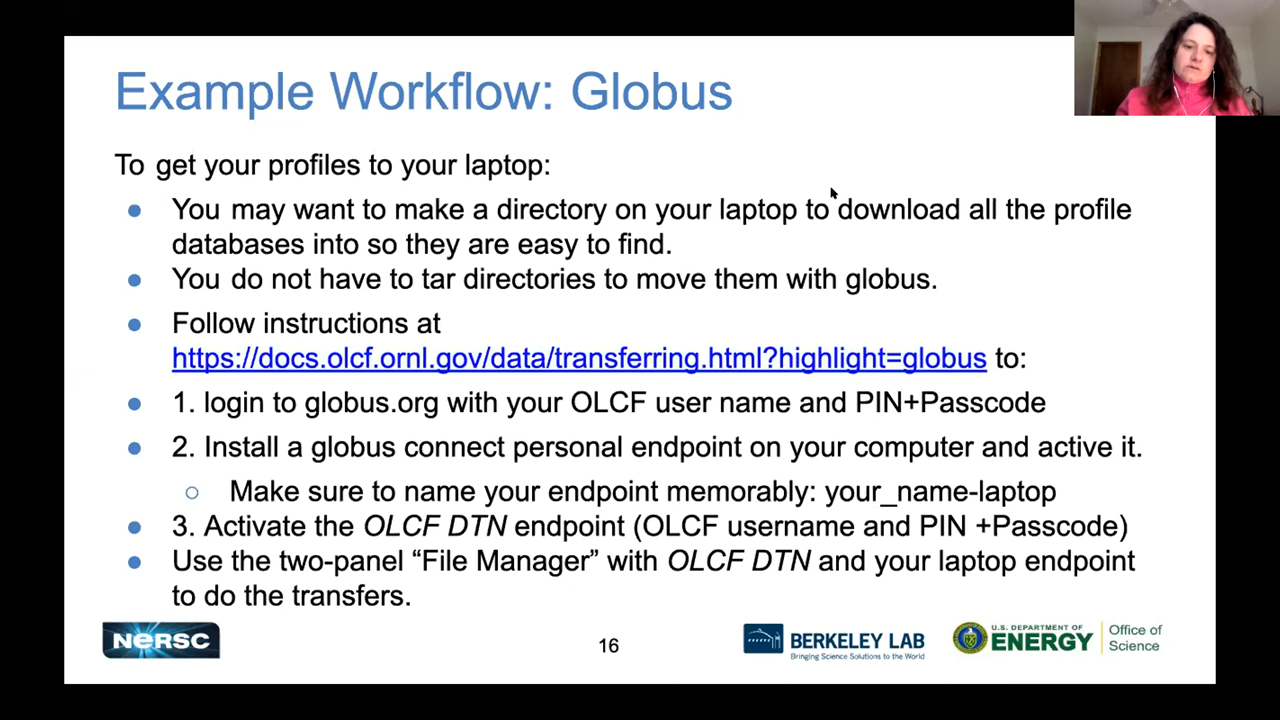 Example Workflow: Globus
To get your profiles to your laptop:
You may want to make a directory on your laptop to download all the profile
databases into so they are easy to find.
You do not have to tar directories to move them with globus.
Follow instructions at
https://docs.olcf.ornl.gov/data/transferring.html?highlight=globus to:
1. login to globus.org with your OLCF user name and PIN+Passcode
2. Install a globus connect personal endpoint on your computer and active it.
Make sure to name your endpoint memorably: your_name-laptop
3. Activate the OLCF DTN endpoint (OLCF username and PIN +Passcode)
Use the two-panel “File Manager” with OLCF DTN and your laptop endpoint
to do the transfers.
NERSC
16
BERKELEY LAB
Bringing Science Solutions to the World
U.S. DEPARTMENT OF
ENERGY
Office of
Science